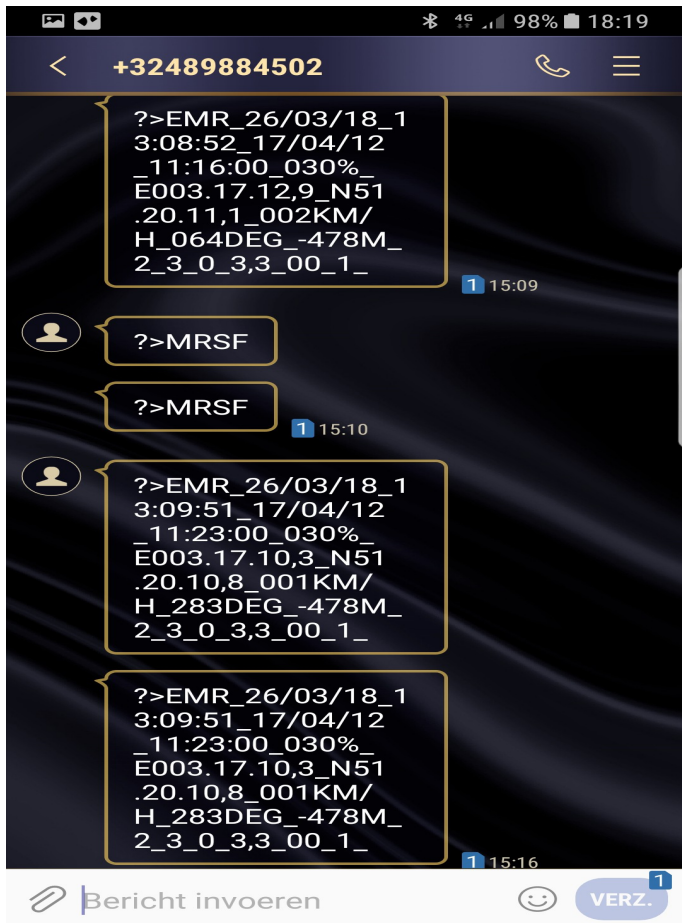 4G 98% 18:19
+32489884502
?>EMR_26/03/18_1
3:08:52_17/04/12
_11:16:00_030%_
E003.17.12,9_N51
.20.11,1_002KM/
H_064DEG_-478M_
2_3_0_3,3_00_1_
1 15:09
?>MRSF
?>MRSF
1 15:10
?>EMR_26/03/18_1
3:09:51_17/04/12
_11:23:00_030%_
E003.17.10,3_N51
.20.10,8_001KM/
H_283DEG_-478M_
2_3_0_3,3_00_1_
?>EMR_26/03/18_1
3:09:51_17/04/12
_11:23:00_030%_
E003.17.10,3_N51
.20.10,8_001KM/
H_283DEG_-478M_
2_3_0_3,3_00_1_
1 15:16
Bericht invoeren VERZ. 1